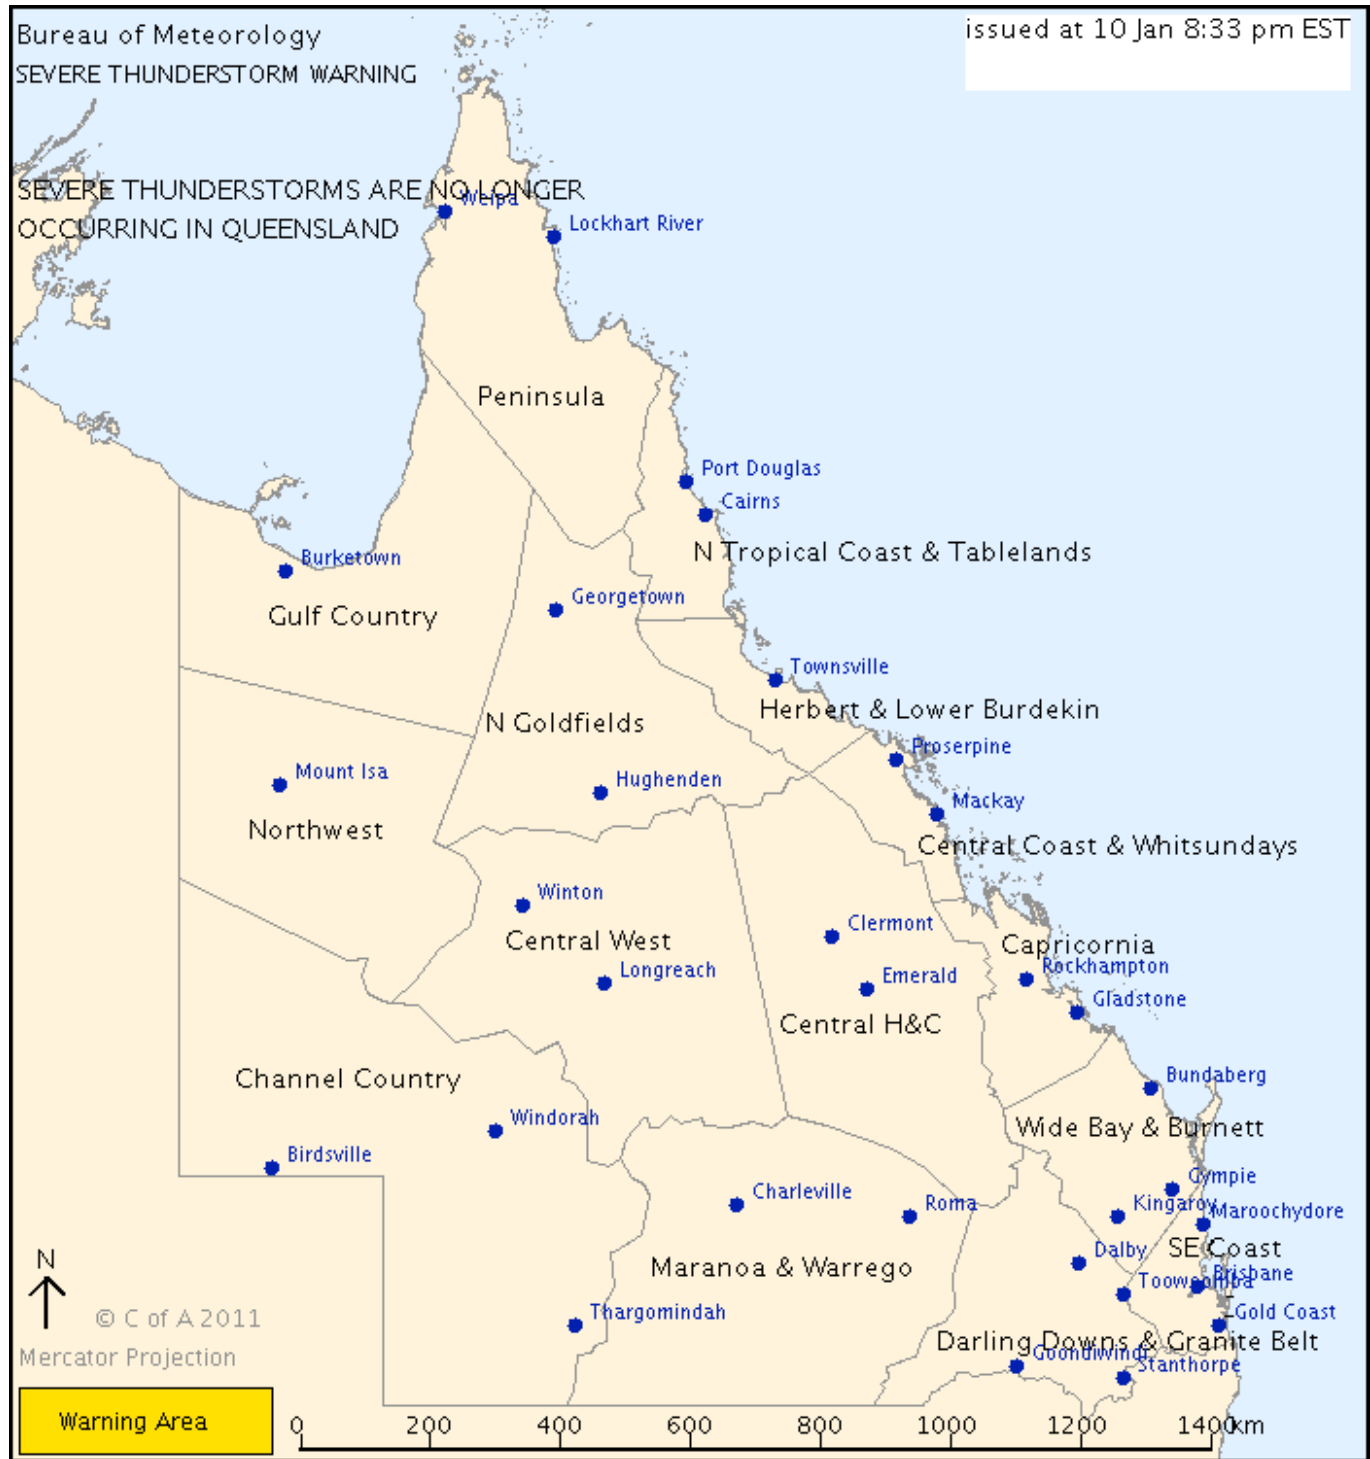 Bureau of Meteorology
issued at 10 Jan 8:33 pm EST
SEVERE THUNDERSTORM WARNING
SEVERE THUNDERSTORMS ARE NO LONGER
OCCURRING IN QUEENSLAND
Weipa
Lockhart River
Peninsula
Port Douglas
Cairns
N Tropical Coast & Tablelands
Burketown
Georgetown
Gulf Country
Townsville
Herbert & Lower Burdekin
N Goldfields
Proserpine
Mount Isa
Hughenden
Mackay
Northwest
Central Coast & Whitsundays
Winton
Clermont
Central West
Capricornia
Rockhampton
Longreach
Emerald
Gladstone
Central H&C
Channel Country
Bundaberg
Windorah
Wide Bay & Burnett
Birdsville
Gympie
Charleville
Roma
Kingaroy
Maroochydore
SE Coast
Dalby
N
Maranoa & Warrego
Brisbane
Toowoomba
© C of A 2011
Thargomindah
Gold Coast
Darling Downs & Granite Belt
Mercator Projection
Goondiwindi
Stanthorpe
Warning Area
0 200 400 600 800 1000 1200 1400km